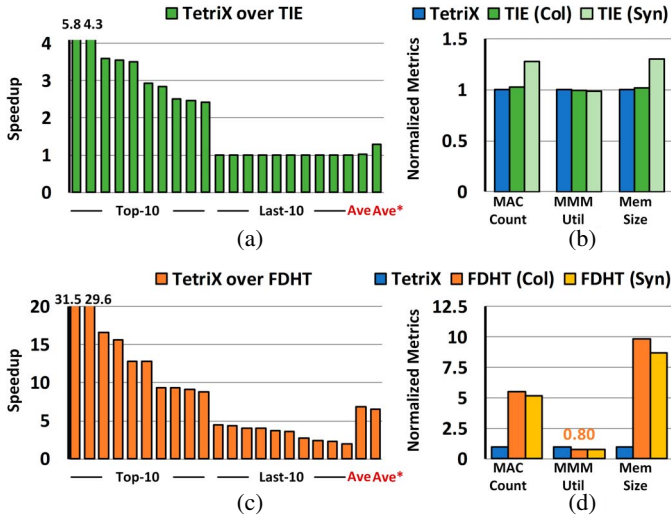 TetriX over TIE
5.8 4.3
4
3
2
1
0
Speedup
Top-10 Last-10 Ave Ave*
(a)
TetriX TIE (Col) TIE (Syn)
1.5
1
0.5
0
Normalized Metrics
MAC Count
MMM Util
Mem Size
(b)
TetriX over FDHT
31.5 29.6
20
15
10
5
0
Speedup
Top-10 Last-10 Ave Ave*
(c)
TetriX FDHT (Col) FDHT (Syn)
12.5
10
7.5
5
2.5
0
Normalized Metrics
0.80
MAC Count
MMM Util
Mem Size
(d)